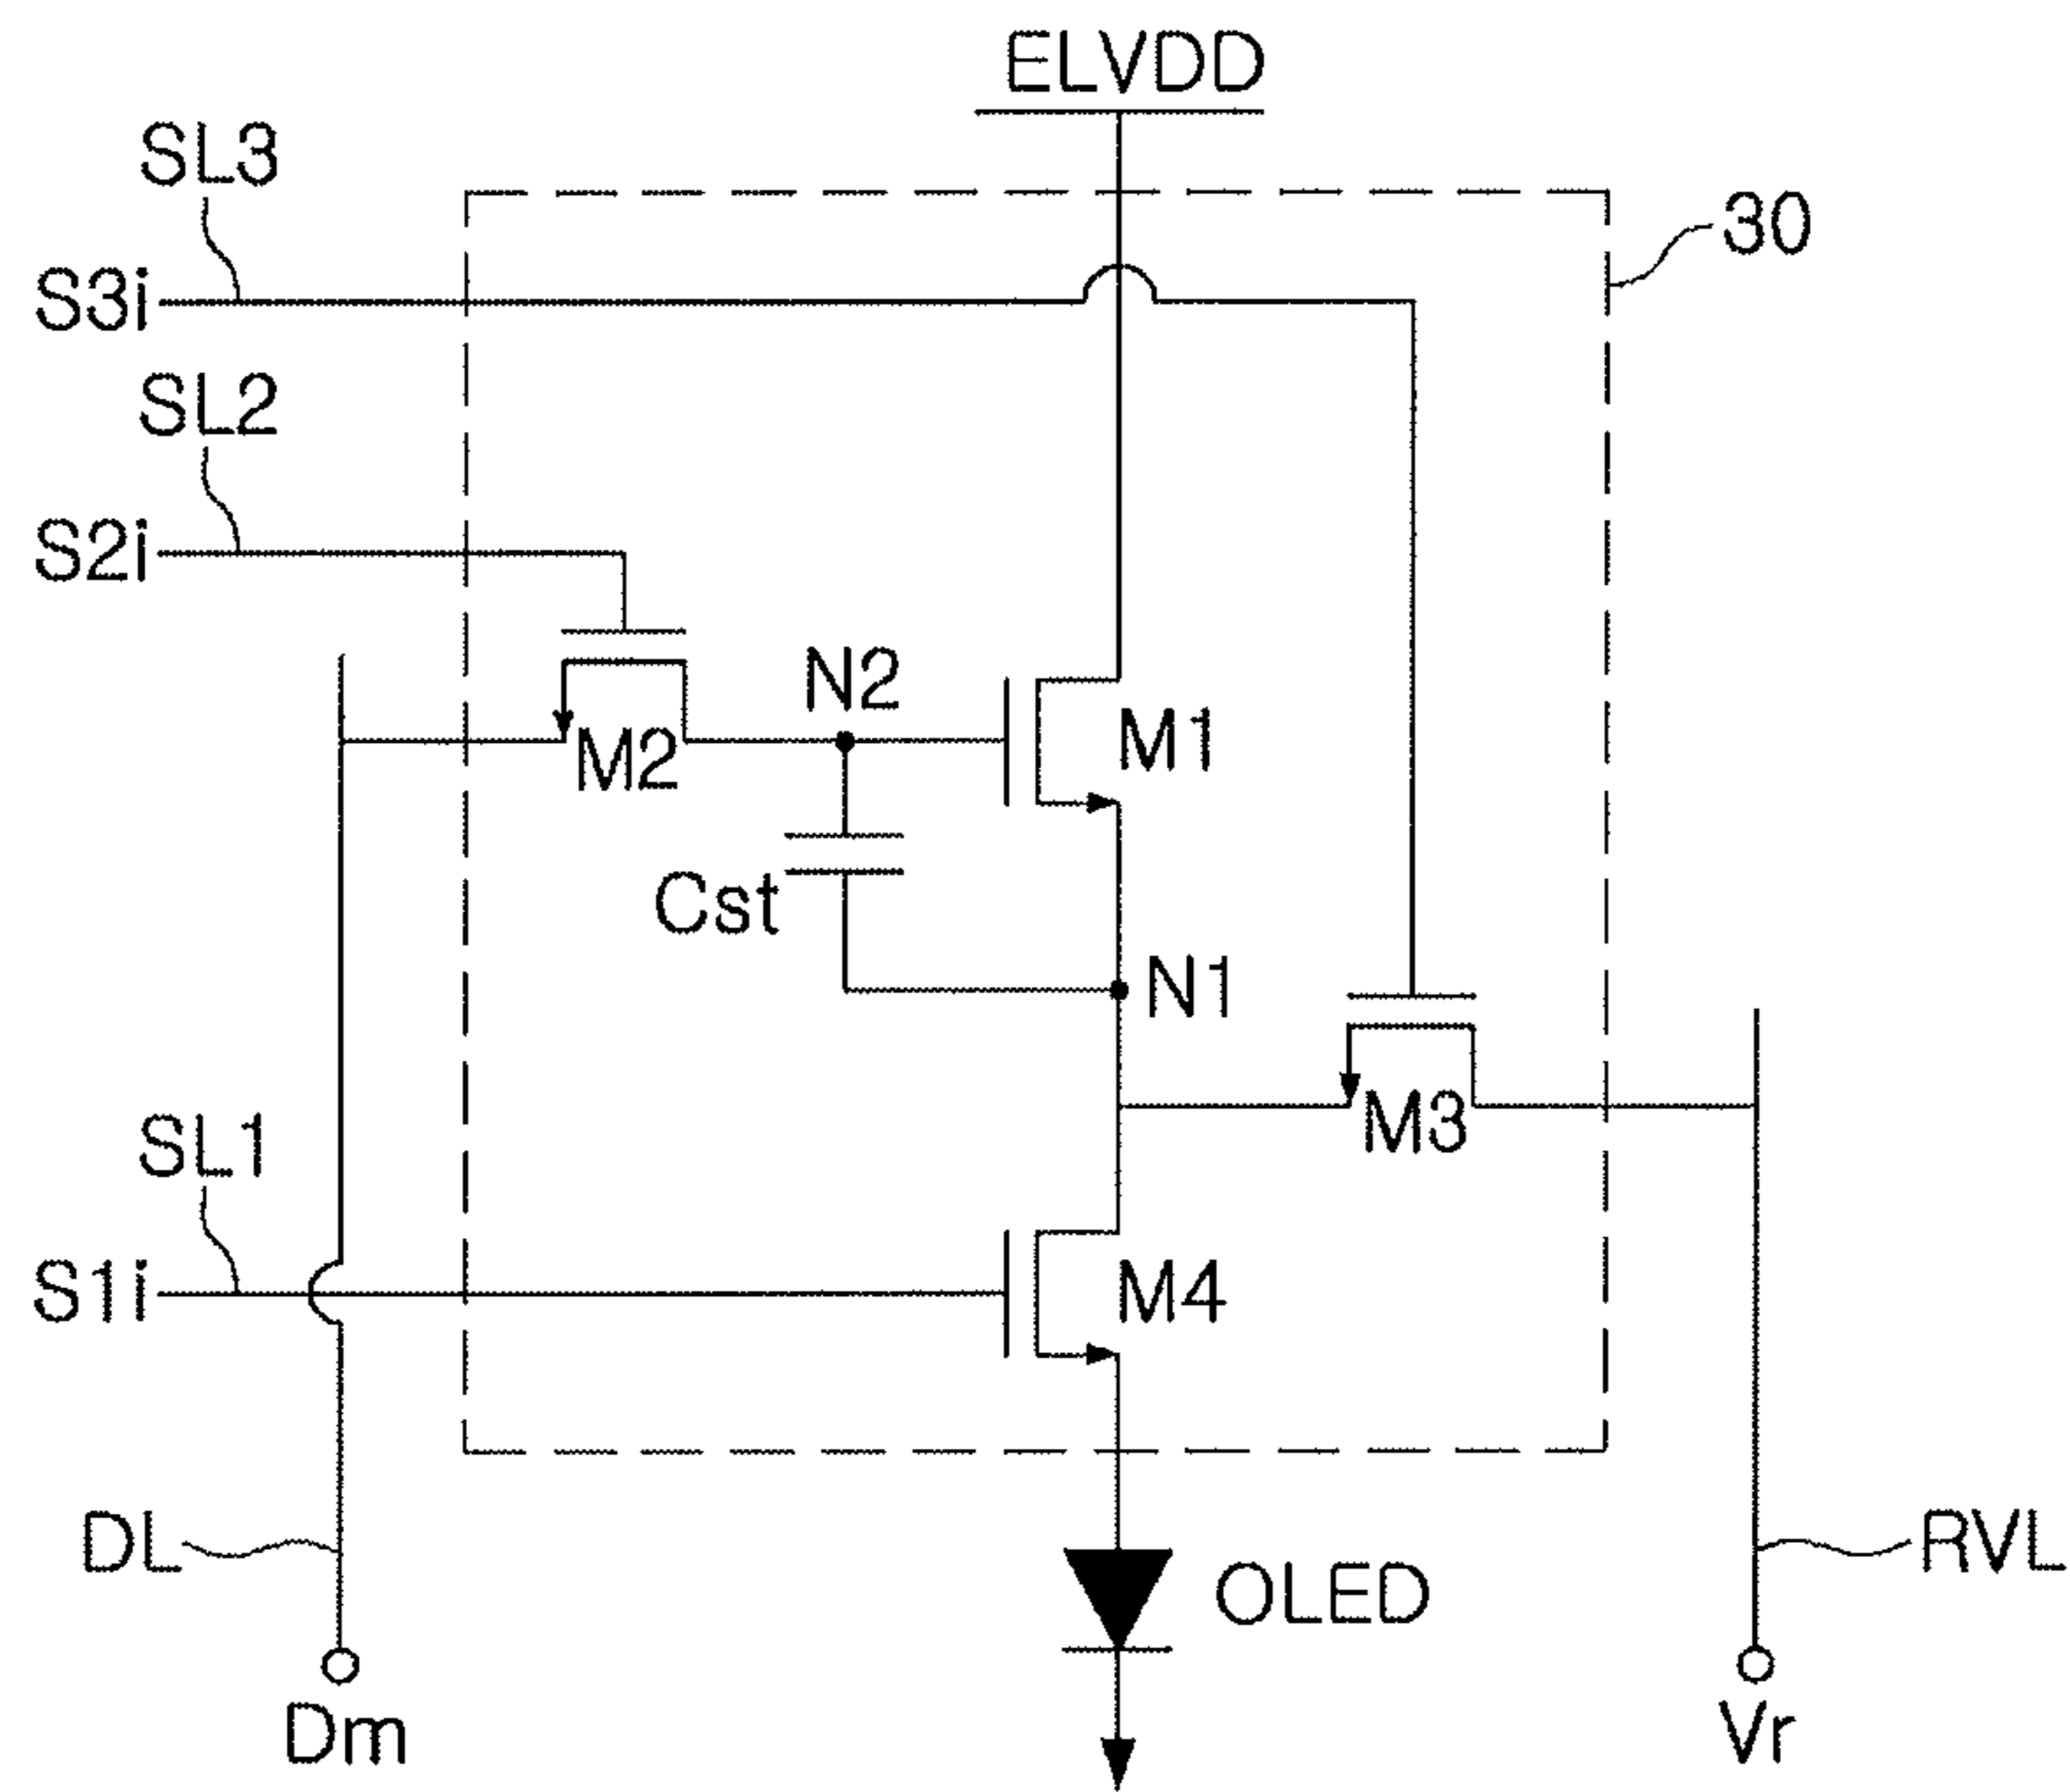 ELVDD
SL3
30
S3i
SL2
S2i
N2
M1
M2
Cst
N1
M3
SL1
S1i
M4
DL
OLED
RVL
Dm
Vr